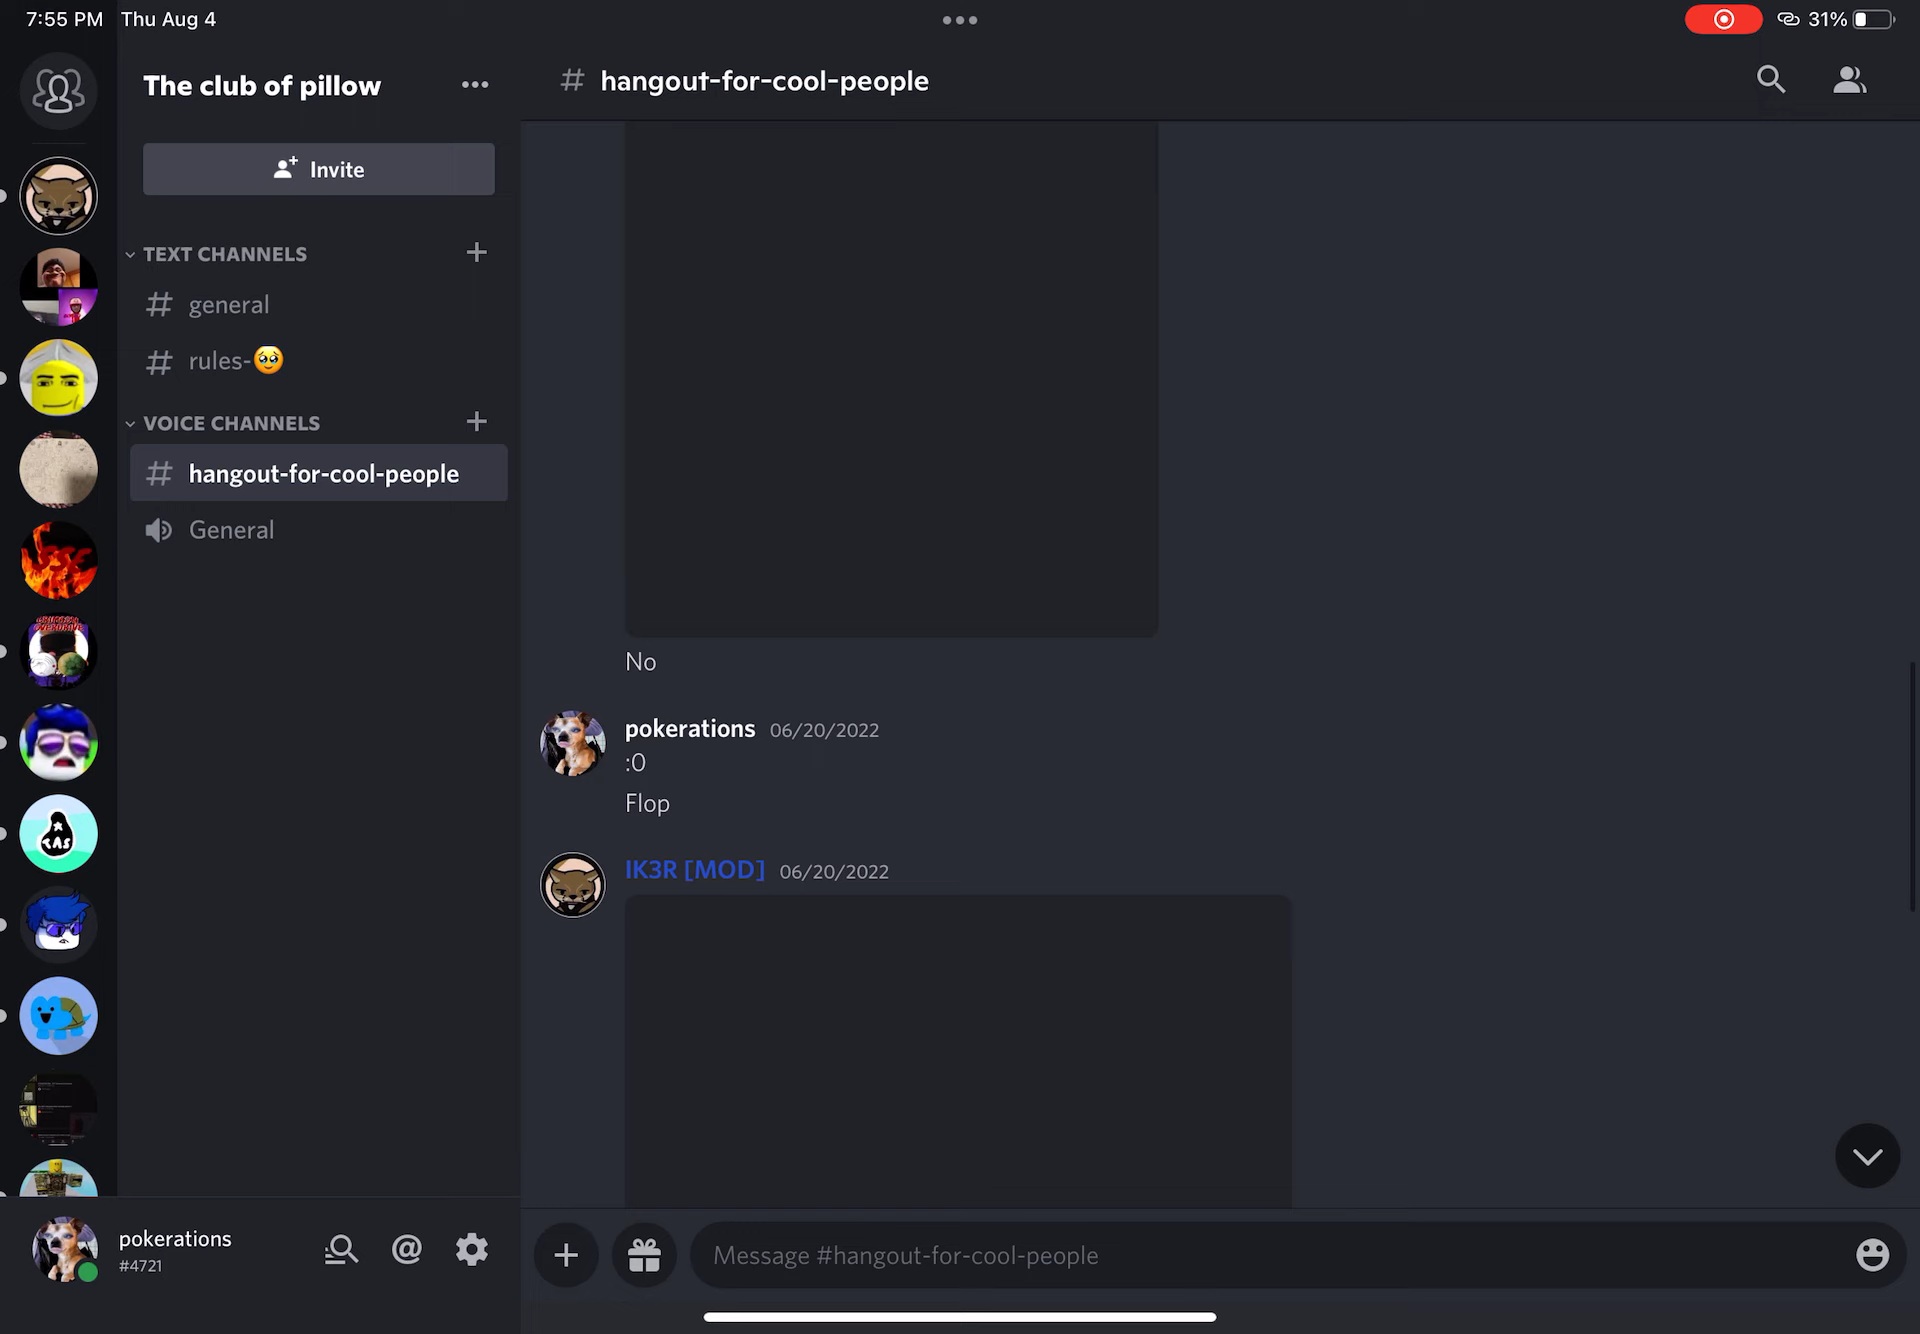 7:55 PM Thu Aug 4
31%
The club of pillow
Invite
TEXT CHANNELS
general
rules-🥹
VOICE CHANNELS
hangout-for-cool-people
General
pokerations
#4721
# hangout-for-cool-people
No
pokerations 06/20/2022
:0
Flop
IK3R [MOD] 06/20/2022
Message #hangout-for-cool-people
TAS